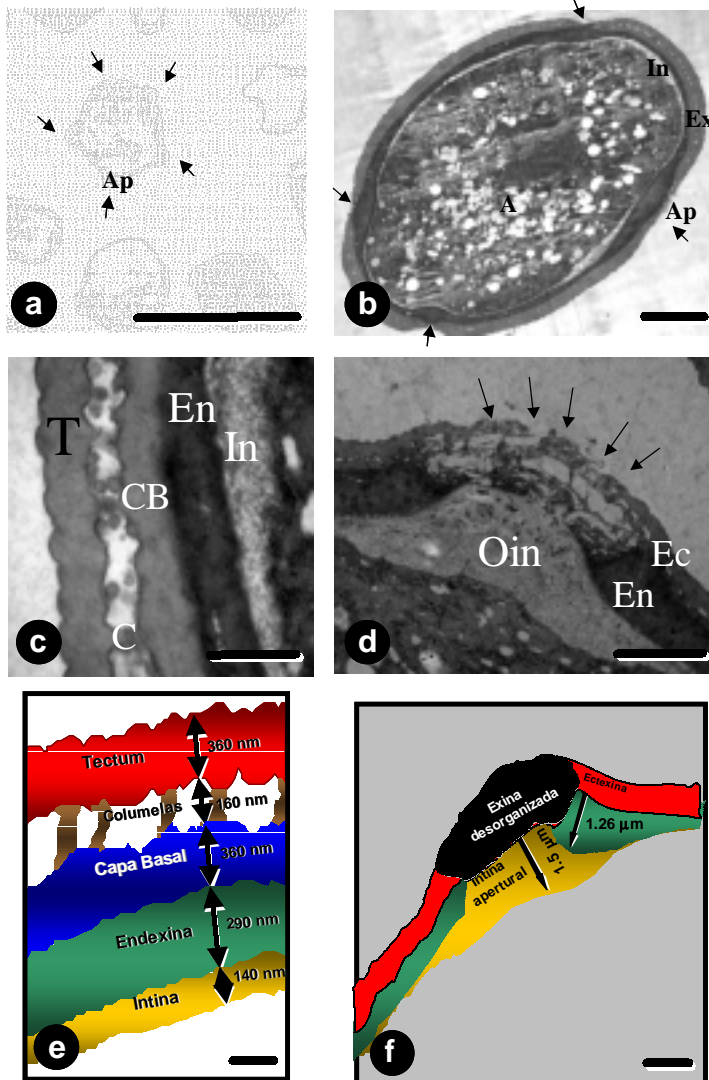 Ap
a
In
Ex
A
Ap
b
T
En
In
CB
C
c
Oin
Ec
En
d
Tectum
360 nm
Columelas
160 nm
Capa Basal
360 nm
Endexina
290 nm
Intina
140 nm
e
Ectexina
Exina
desorganizada
1.26 µm
1.5 µm
Intina
apertural
f